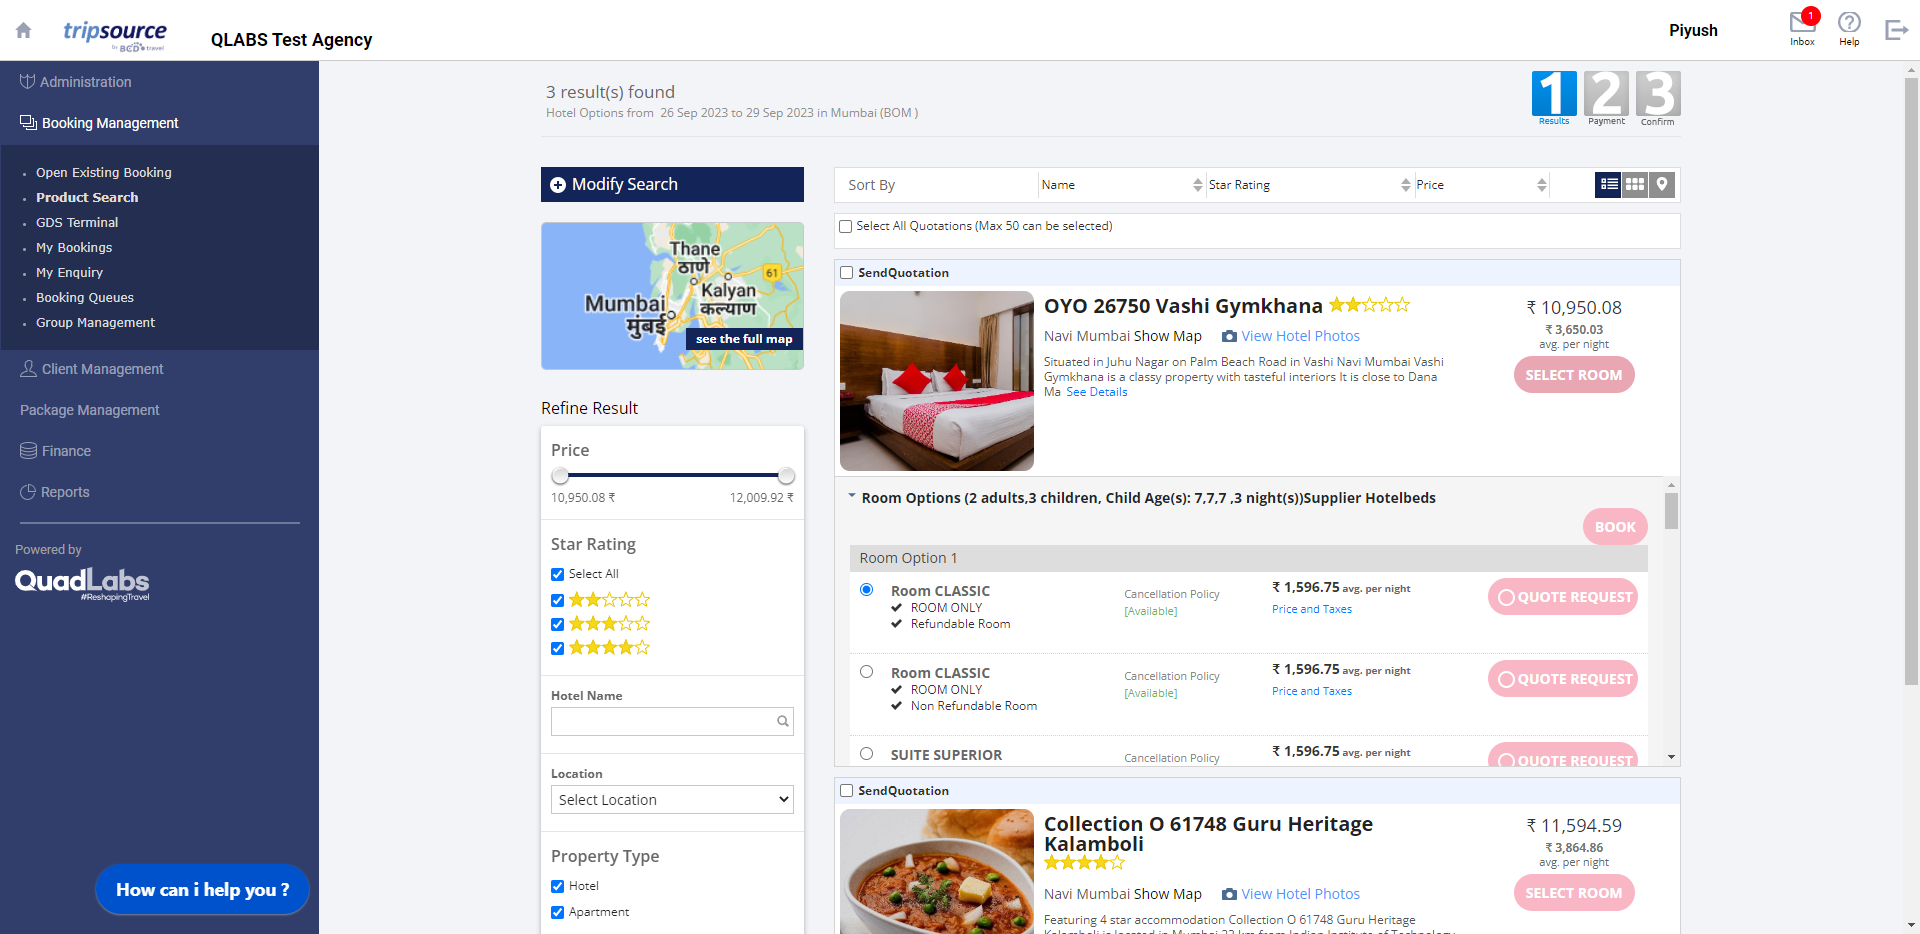 tripsource
by BCD travel
QLABS Test Agency
Piyush
1
Inbox
Help
Administration
Booking Management
Open Existing Booking
Product Search
GDS Terminal
My Bookings
My Enquiry
Booking Queues
Group Management
Client Management
Package Management
Finance
Reports
Powered by
QuadLabs
#ReshapingTravel
How can i help you ?
3 result(s) found
Hotel Options from 26 Sep 2023 to 29 Sep 2023 in Mumbai (BOM )
1 Results
2 Payment
3 Confirm
Modify Search
Thane
ठाणे
61
Kalyan
कल्याण
Mumbai
मुंबई
see the full map
Refine Result
Price
10,950.08 ₹ 12,009.92 ₹
Star Rating
Select All
Hotel Name
Location
Select Location
Property Type
Hotel
Apartment
Sort By Name Star Rating Price
Select All Quotations (Max 50 can be selected)
SendQuotation
OYO 26750 Vashi Gymkhana
Navi Mumbai Show Map View Hotel Photos
Situated in Juhu Nagar on Palm Beach Road in Vashi Navi Mumbai Vashi
Gymkhana is a classy property with tasteful interiors It is close to Dana
Ma See Details
₹ 10,950.08
₹ 3,650.03
avg. per night
SELECT ROOM
Room Options (2 adults,3 children, Child Age(s): 7,7,7 ,3 night(s))Supplier Hotelbeds
BOOK
Room Option 1
Room CLASSIC
ROOM ONLY
Refundable Room
Cancellation Policy
[Available]
₹ 1,596.75 avg. per night
Price and Taxes
QUOTE REQUEST
Room CLASSIC
ROOM ONLY
Non Refundable Room
Cancellation Policy
[Available]
₹ 1,596.75 avg. per night
Price and Taxes
QUOTE REQUEST
SUITE SUPERIOR
Cancellation Policy
₹ 1,596.75 avg. per night
QUOTE REQUEST
SendQuotation
Collection O 61748 Guru Heritage
Kalamboli
Navi Mumbai Show Map View Hotel Photos
Featuring 4 star accommodation Collection O 61748 Guru Heritage
Kalamboli is located in Mumbai 22 km from Indian Institute of Technology
₹ 11,594.59
₹ 3,864.86
avg. per night
SELECT ROOM